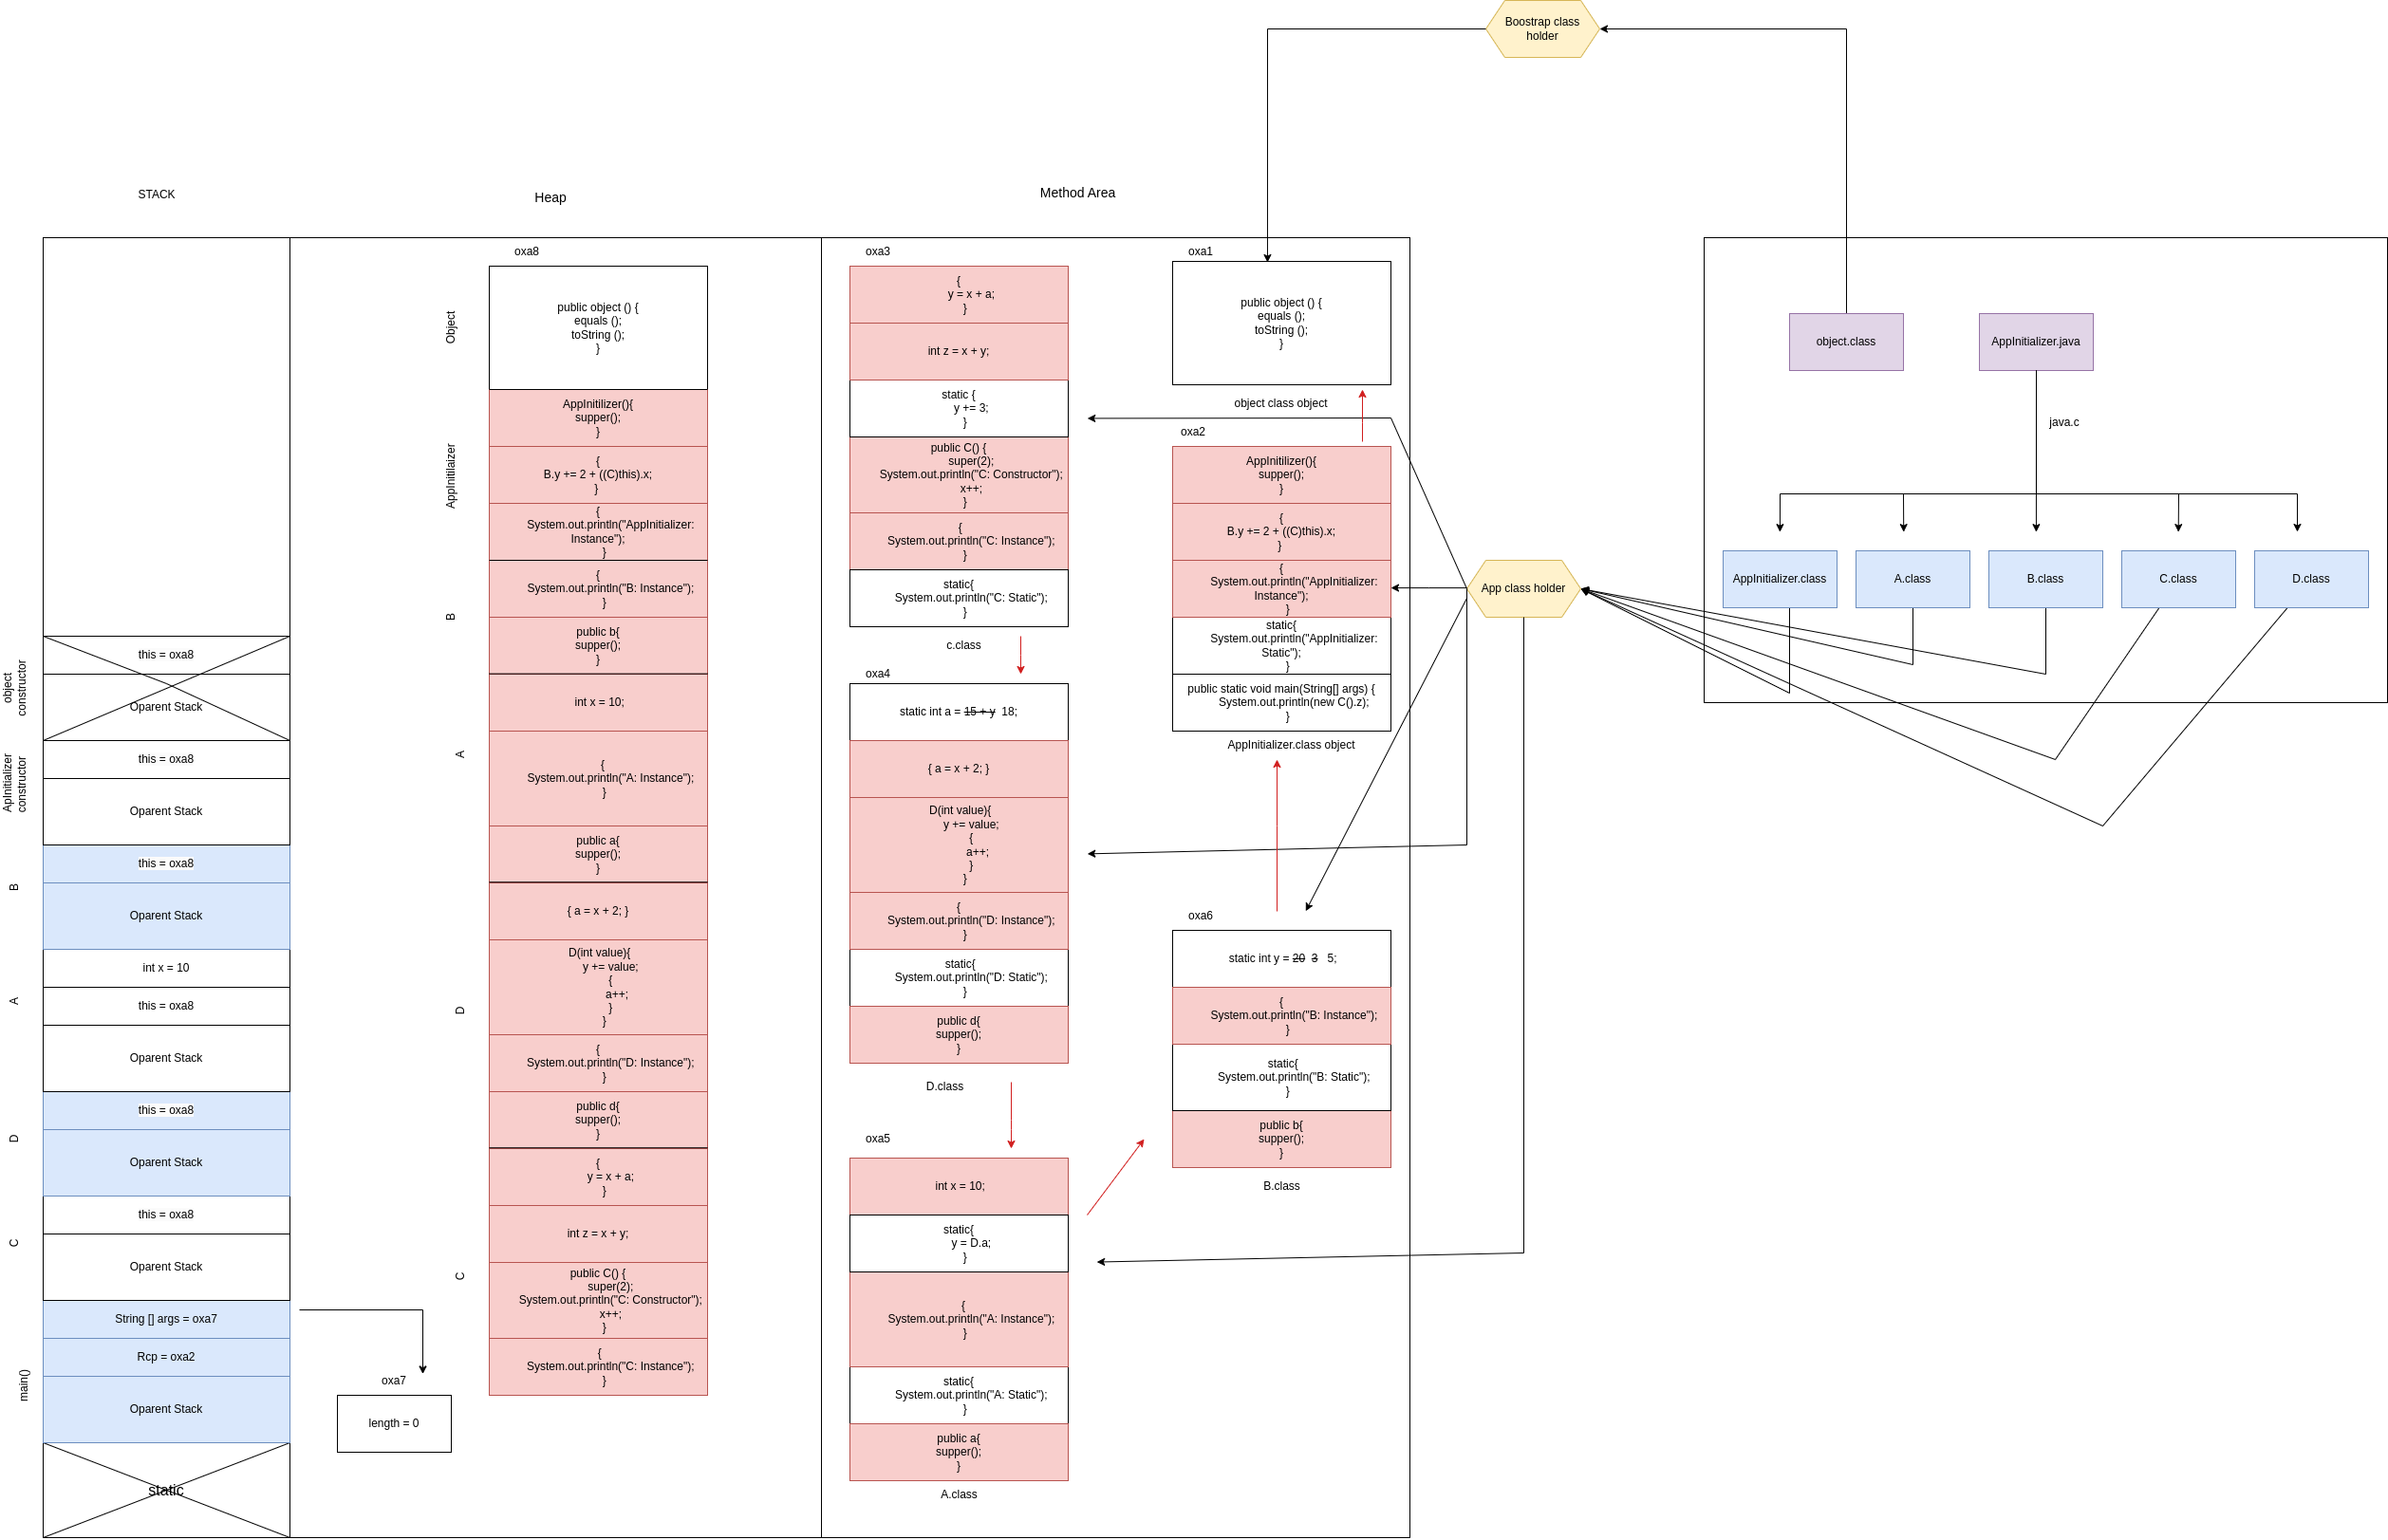 Boostrap class
holder
STACK
Heap
Method Area
object
constructor
ApInitializer
constructor
B
A
D
C
main()
this = oxa8
Oparent Stack
this = oxa8
Oparent Stack
this = oxa8
Oparent Stack
int x = 10
this = oxa8
Oparent Stack
this = oxa8
Oparent Stack
this = oxa8
Oparent Stack
String [] args = oxa7
Rcp = oxa2
Oparent Stack
static
oxa7
length = 0
Object
AppInitilaizer
B
A
D
C
oxa8
public object () {
equals ();
toString ();
}
AppInitilizer(){
supper();
}
{
B.y += 2 + ((C)this).x;
}
{
System.out.println("AppInitializer:
Instance");
}
{
System.out.println("B: Instance");
}
public b{
supper();
}
int x = 10;
{
System.out.println("A: Instance");
}
public a{
supper();
}
{ a = x + 2; }
D(int value){
y += value;
{
a++;
}
}
{
System.out.println("D: Instance");
}
public d{
supper();
}
{
y = x + a;
}
int z = x + y;
public C() {
super(2);
System.out.println("C: Constructor");
x++;
}
{
System.out.println("C: Instance");
}
oxa3
{
y = x + a;
}
int z = x + y;
static {
y += 3;
}
public C() {
super(2);
System.out.println("C: Constructor");
x++;
}
{
System.out.println("C: Instance");
}
static{
System.out.println("C: Static");
}
c.class
oxa4
static int a = 15 + y 18;
{ a = x + 2; }
D(int value){
y += value;
{
a++;
}
}
{
System.out.println("D: Instance");
}
static{
System.out.println("D: Static");
}
public d{
supper();
}
D.class
oxa5
int x = 10;
static{
y = D.a;
}
{
System.out.println("A: Instance");
}
static{
System.out.println("A: Static");
}
public a{
supper();
}
A.class
oxa1
public object () {
equals ();
toString ();
}
object class object
oxa2
AppInitilizer(){
supper();
}
{
B.y += 2 + ((C)this).x;
}
{
System.out.println("AppInitializer:
Instance");
}
static{
System.out.println("AppInitializer:
Static");
}
public static void main(String[] args) {
System.out.println(new C().z);
}
AppInitializer.class object
oxa6
static int y = 20 3 5;
{
System.out.println("B: Instance");
}
static{
System.out.println("B: Static");
}
public b{
supper();
}
B.class
App class holder
object.class
AppInitializer.java
java.c
AppInitializer.class
A.class
B.class
C.class
D.class